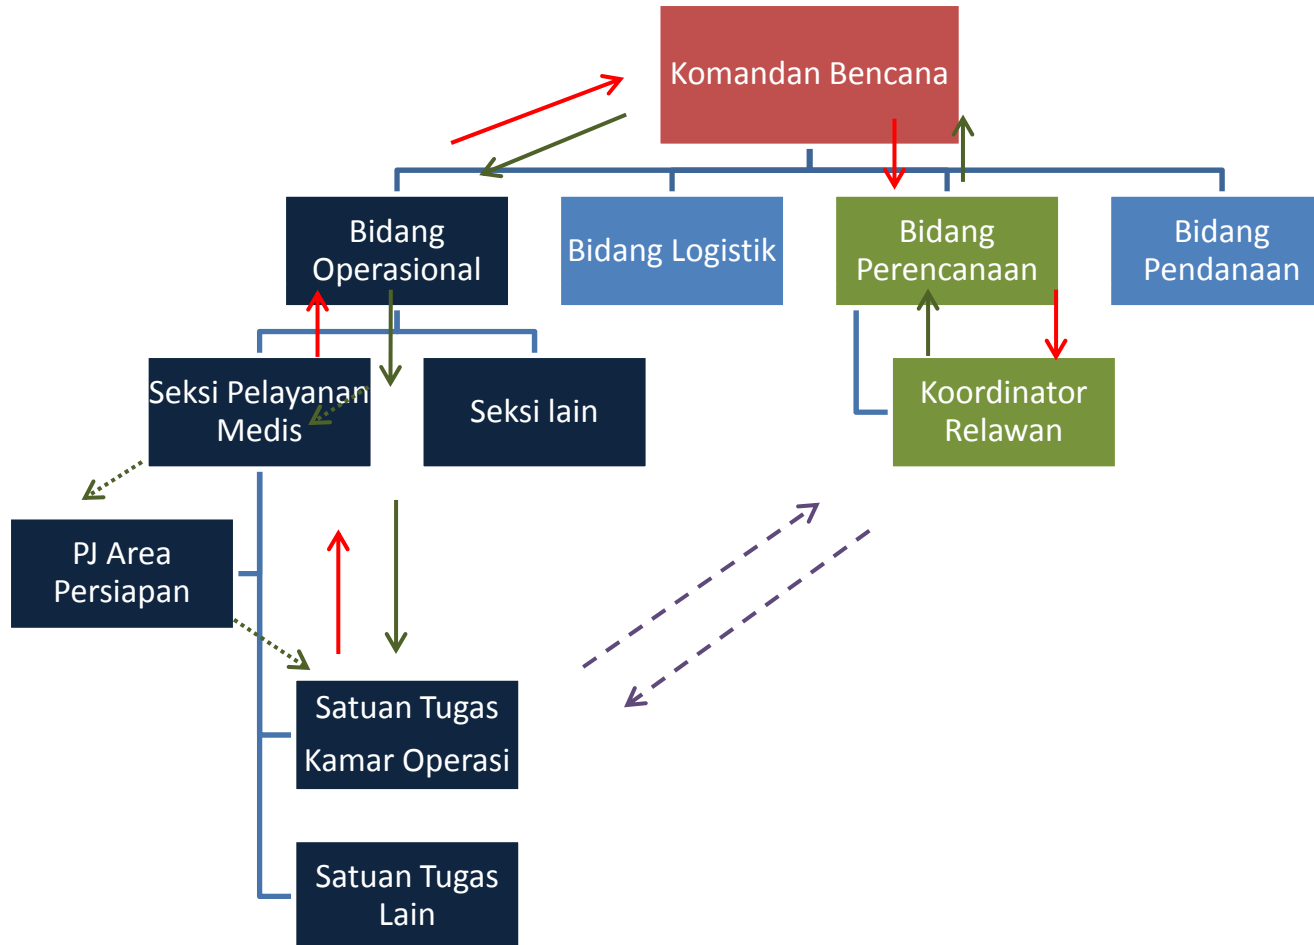 Komandan Bencana
Bidang
Operasional
Bidang Logistik
Bidang
Perencanaan
Bidang
Pendanaan
Seksi Pelayanan
Medis
Seksi lain
Koordinator
Relawan
PJ Area
Persiapan
Satuan Tugas
Kamar Operasi
Satuan Tugas
Lain